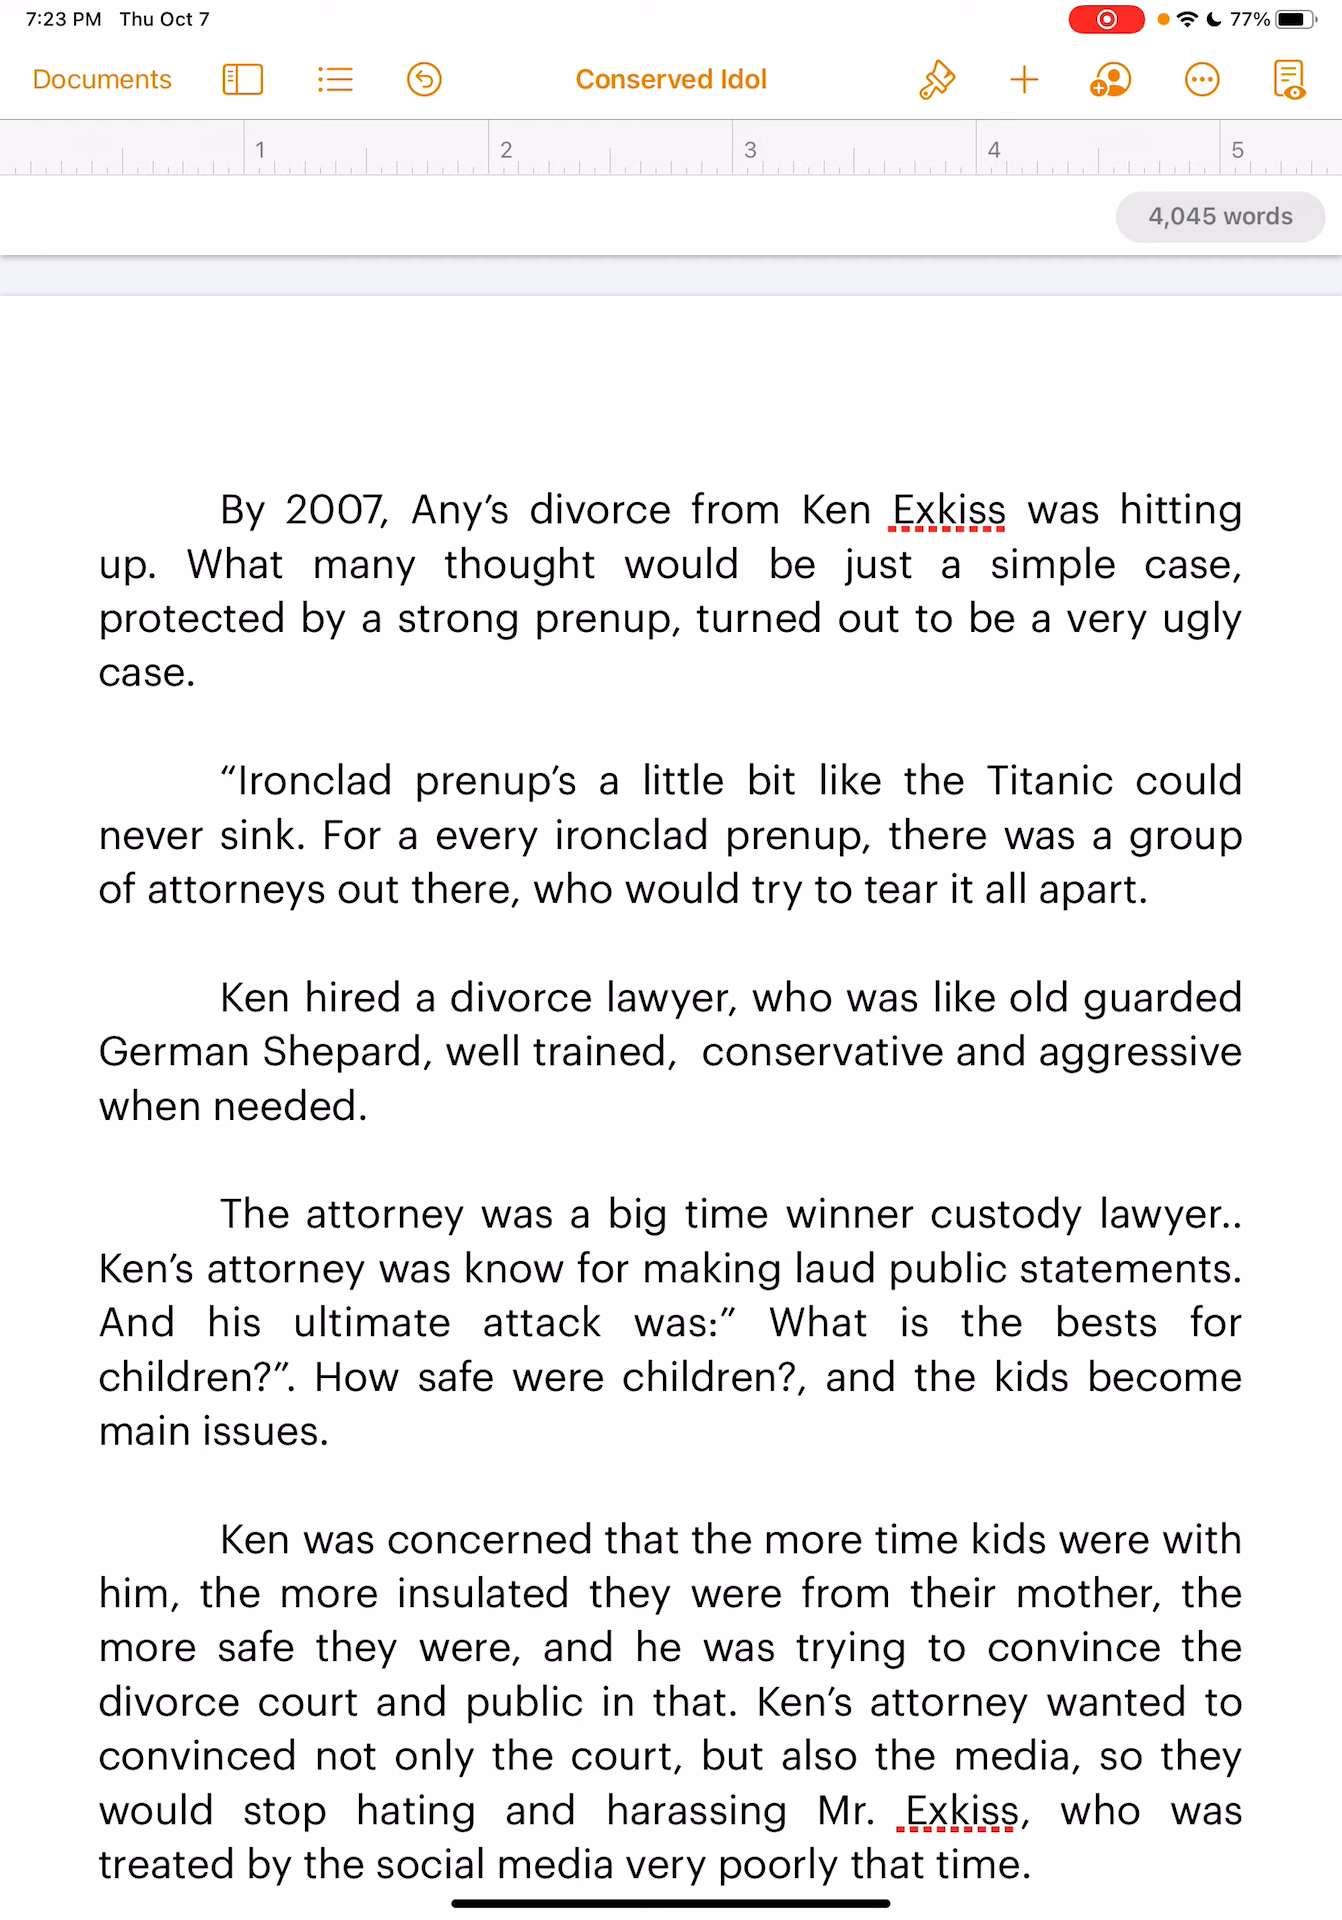 7:23 PM Thu Oct 7 77%
Documents Conserved Idol
1 2 3 4 5
4,045 words
By 2007, Any’s divorce from Ken Exkiss was hitting
up. What many thought would be just a simple case,
protected by a strong prenup, turned out to be a very ugly
case.
“Ironclad prenup’s a little bit like the Titanic could
never sink. For a every ironclad prenup, there was a group
of attorneys out there, who would try to tear it all apart.
Ken hired a divorce lawyer, who was like old guarded
German Shepard, well trained,  conservative and aggressive
when needed.
The attorney was a big time winner custody lawyer..
Ken’s attorney was know for making laud public statements.
And his ultimate attack was:” What is the bests for
children?”. How safe were children?, and the kids become
main issues.
Ken was concerned that the more time kids were with
him, the more insulated they were from their mother, the
more safe they were, and he was trying to convince the
divorce court and public in that. Ken’s attorney wanted to
convinced not only the court, but also the media, so they
would stop hating and harassing Mr. Exkiss, who was
treated by the social media very poorly that time.